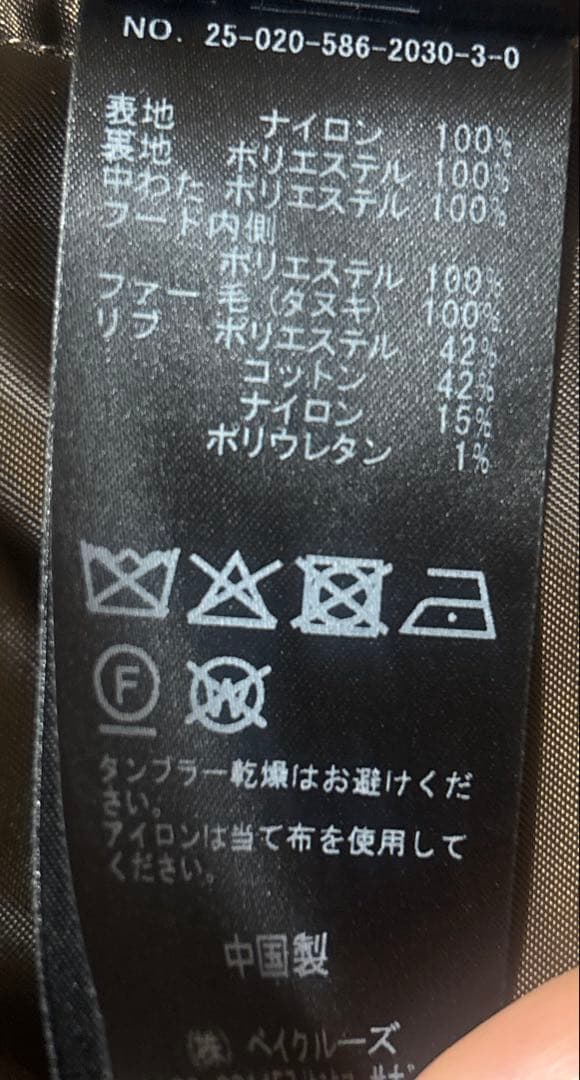 NO. 25-020-586-2030-3-0
表地 ナイロン 100%
裏地 ポリエステル 100%
中わた ポリエステル 100%
フード内側
ポリエステル 100%
ファー 毛(タヌキ) 100%
リブ ポリエステル 42%
コットン 42%
ナイロン 15%
ポリウレタン 1%
F W
タンブラー乾燥はお避けくだ
さい。
アイロンは当て布を使用して
ください。
中国製
(株)ベイクルーズ